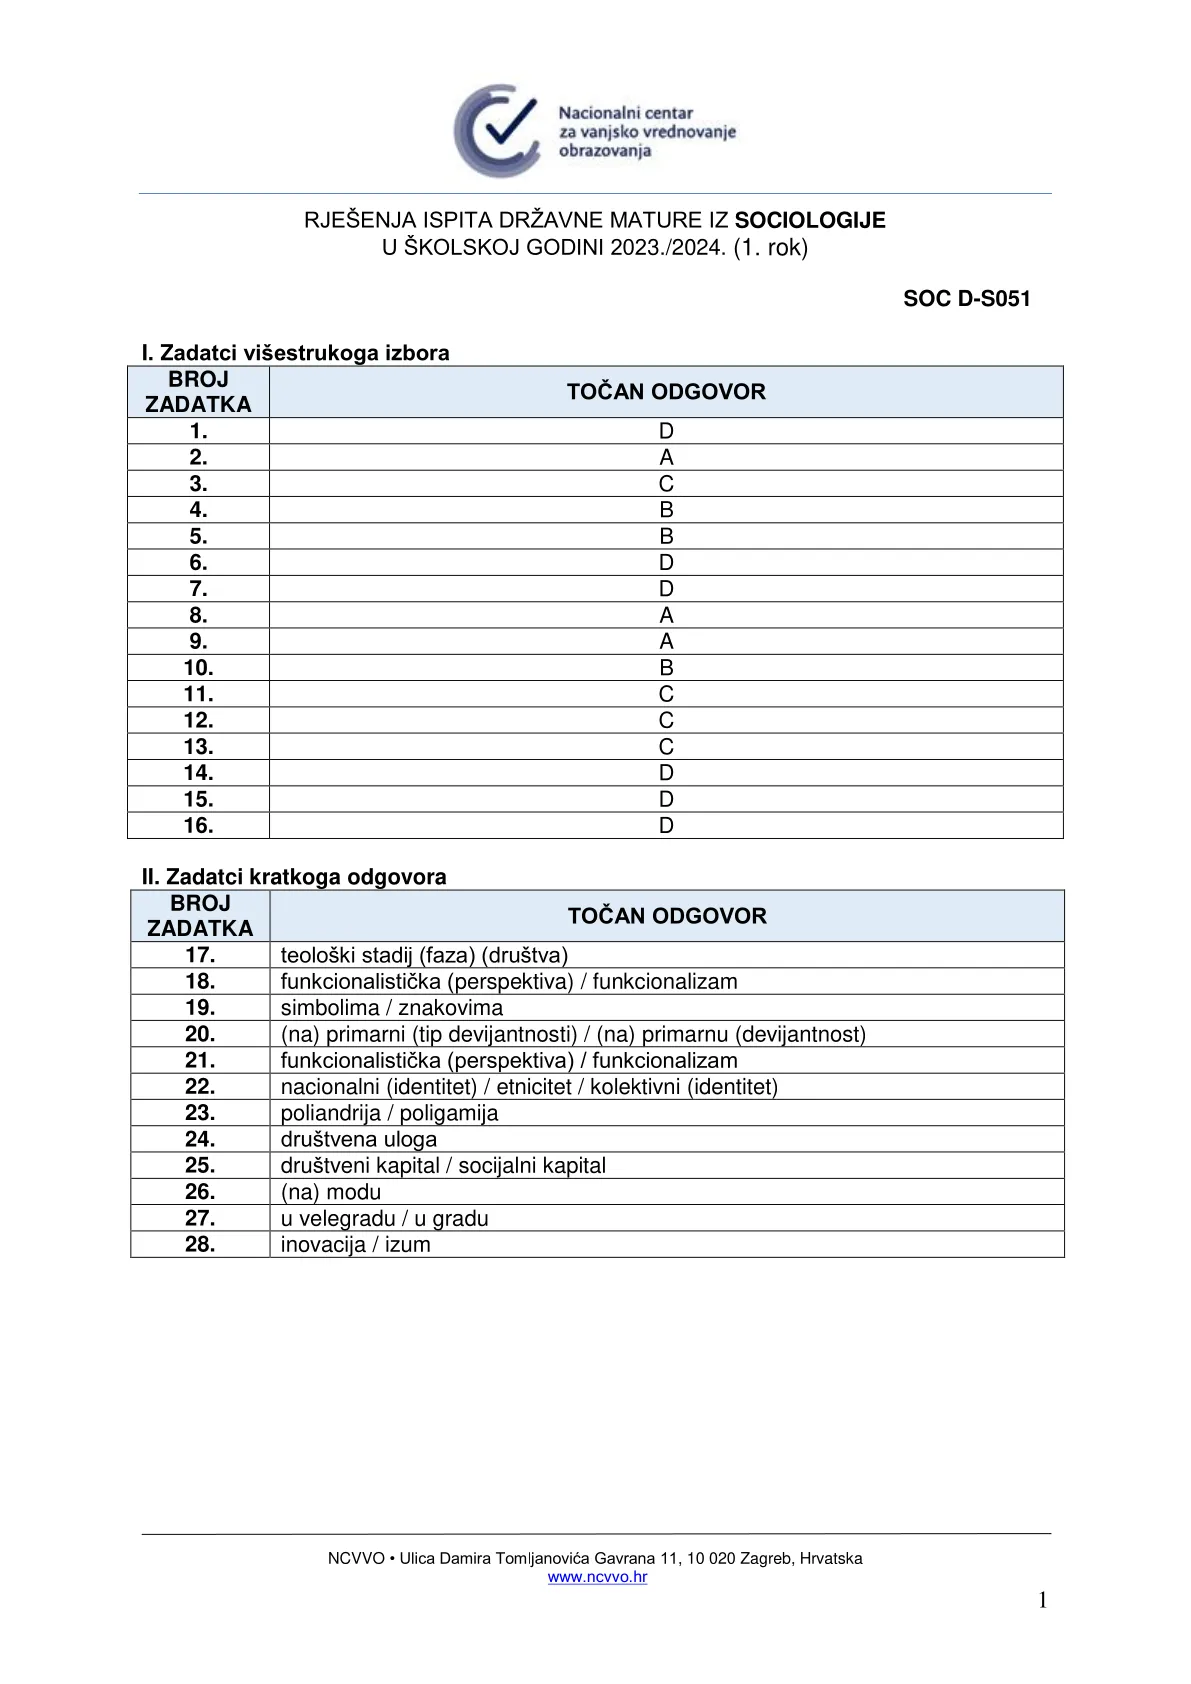 Nacionalni centar
za vanjsko vrednovanje
obrazovanja
RJEŠENJA ISPITA DRŽAVNE MATURE IZ SOCIOLOGIJE
U ŠKOLSKOJ GODINI 2023./2024. (1. rok)
SOC D-S051
I. Zadatci višestrukoga izbora
BROJ
ZADATKA
TOČAN ODGOVOR
1. D
2. A
3. C
4. B
5. B
6. D
7. D
8. A
9. A
10. B
11. C
12. C
13. C
14. D
15. D
16. D
II. Zadatci kratkoga odgovora
BROJ
ZADATKA
TOČAN ODGOVOR
17. teološki stadij (faza) (društva)
18. funkcionalistička (perspektiva) / funkcionalizam
19. simbolima / znakovima
20. (na) primarni (tip devijantnosti) / (na) primarnu (devijantnost)
21. funkcionalistička (perspektiva) / funkcionalizam
22. nacionalni (identitet) / etnicitet / kolektivni (identitet)
23. poliandrija / poligamija
24. društvena uloga
25. društveni kapital / socijalni kapital
26. (na) modu
27. u velegradu / u gradu
28. inovacija / izum
NCVVO • Ulica Damira Tomljanovića Gavrana 11, 10 020 Zagreb, Hrvatska
www.ncvvo.hr
1